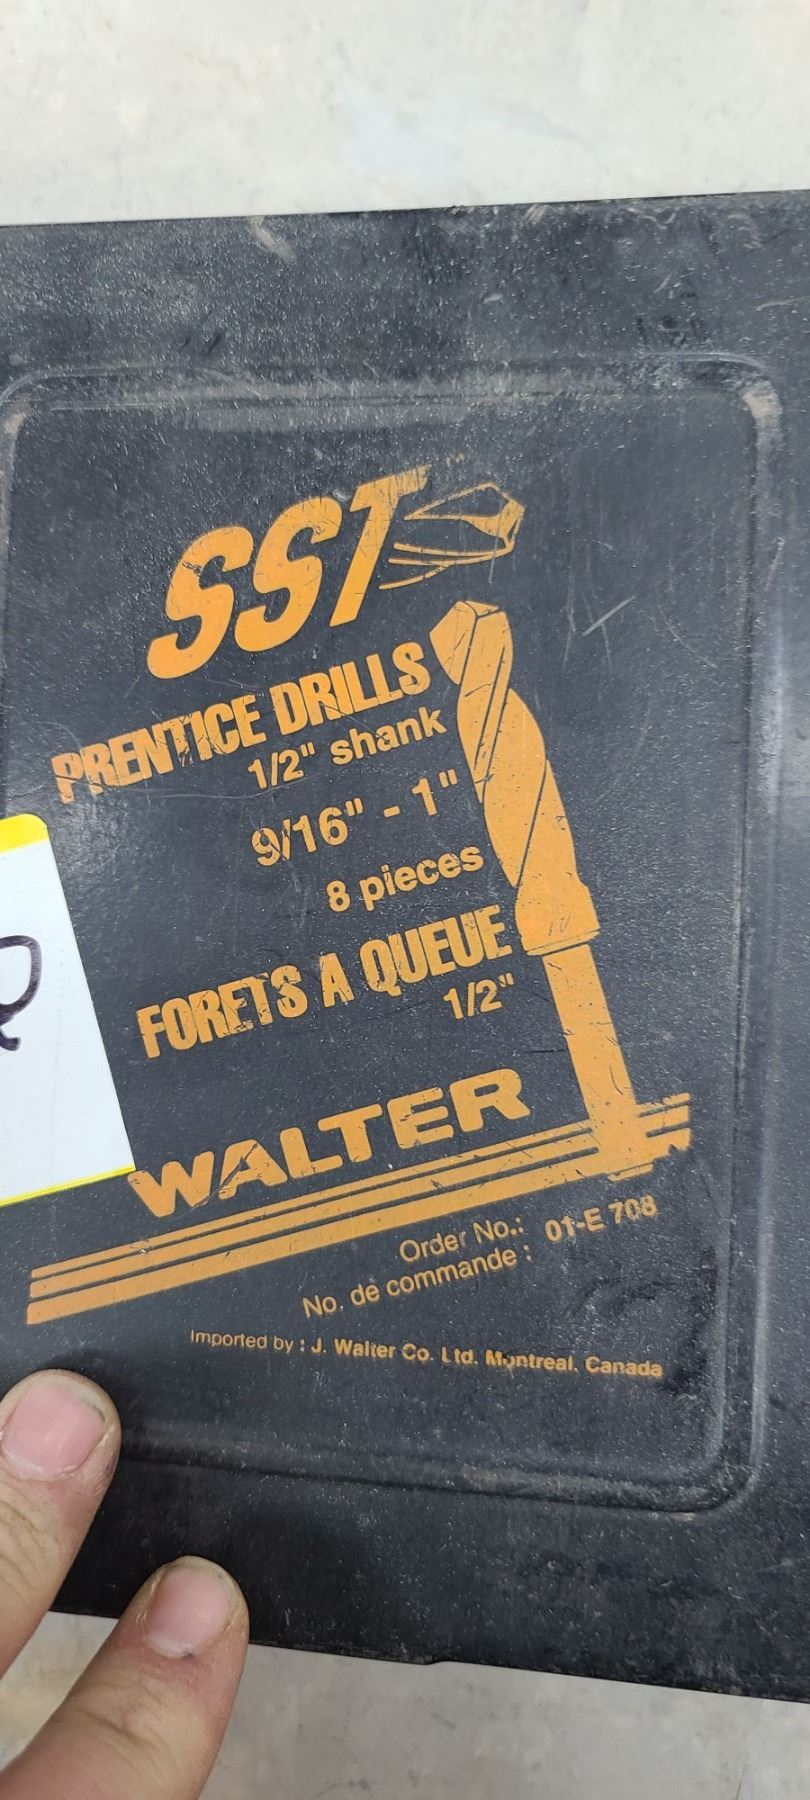 SST™
PRENTICE DRILLS
1/2" shank
9/16" - 1"
8 pieces
FORETS A QUEUE
1/2"
WALTER
Order No.: 01-E 708
No. de commande :
Imported by : J. Walter Co. Ltd. Montreal. Canada